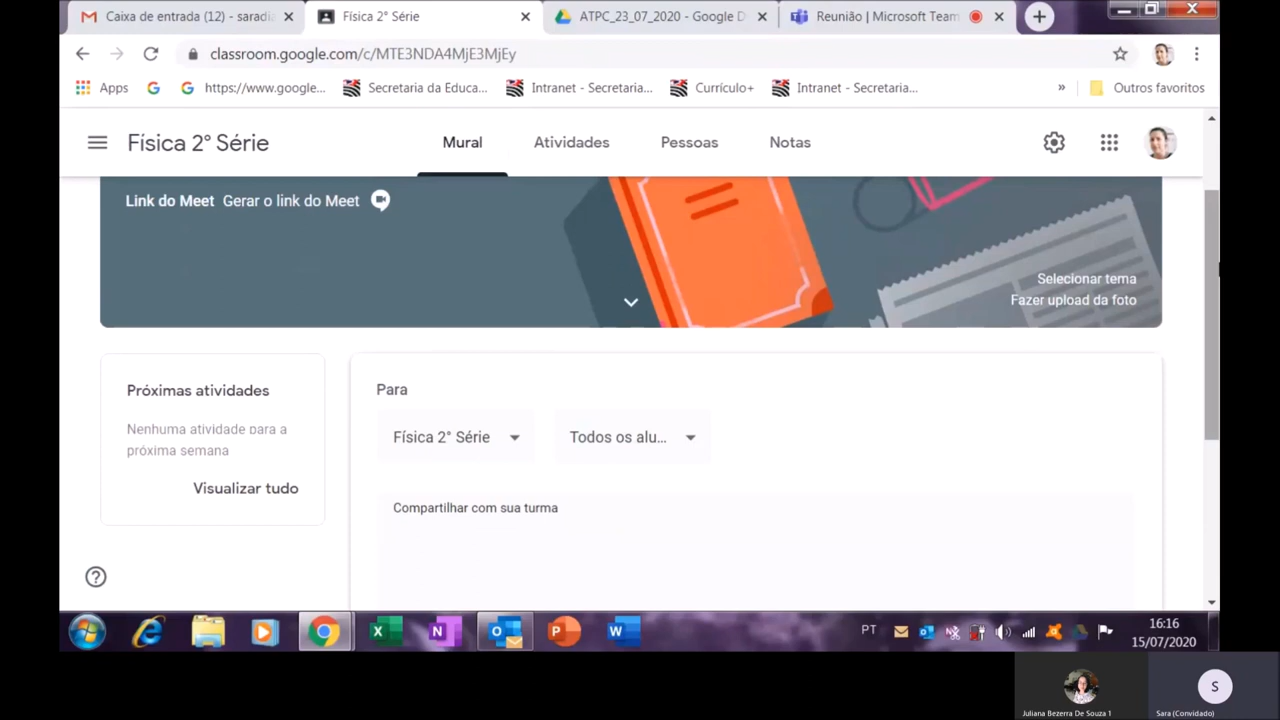 Caixa de entrada (12) - saradia
Física 2° Série
ATPC_23_07_2020 - Google D
Reunião | Microsoft Team
classroom.google.com/c/MTE3NDA4MjE3MjEy
Apps
https://www.google...
Secretaria da Educa...
Intranet - Secretaria...
Currículo+
Intranet - Secretaria...
»
Outros favoritos
Física 2° Série
Mural
Atividades
Pessoas
Notas
Link do Meet Gerar o link do Meet
Selecionar tema
Fazer upload da foto
Próximas atividades
Nenhuma atividade para a
próxima semana
Visualizar tudo
Para
Física 2° Série
Todos os alu...
Compartilhar com sua turma
PT
16:16
15/07/2020
Juliana Bezerra De Souza 1
S
Sara (Convidado)